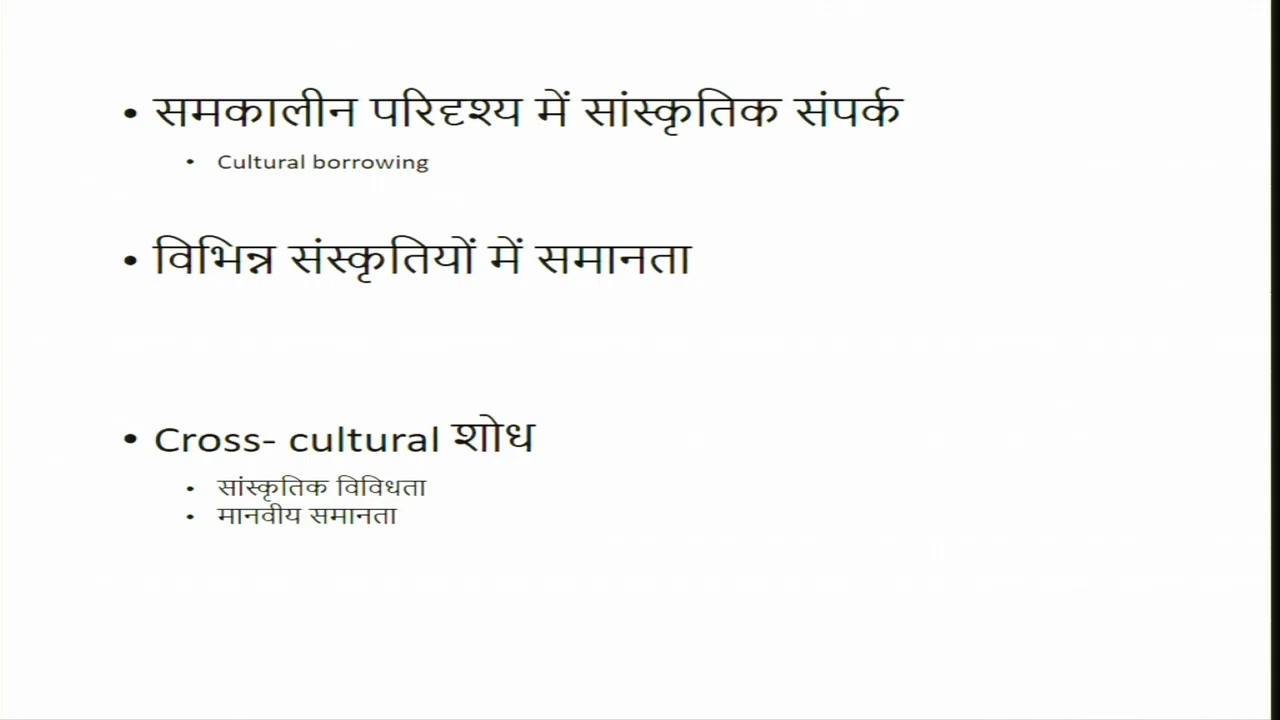 • समकालीन परिदृश्य में सांस्कृतिक संपर्क
• Cultural borrowing
• विभिन्न संस्कृतियों में समानता
• Cross- cultural शोध
• सांस्कृतिक विविधता
• मानवीय समानता